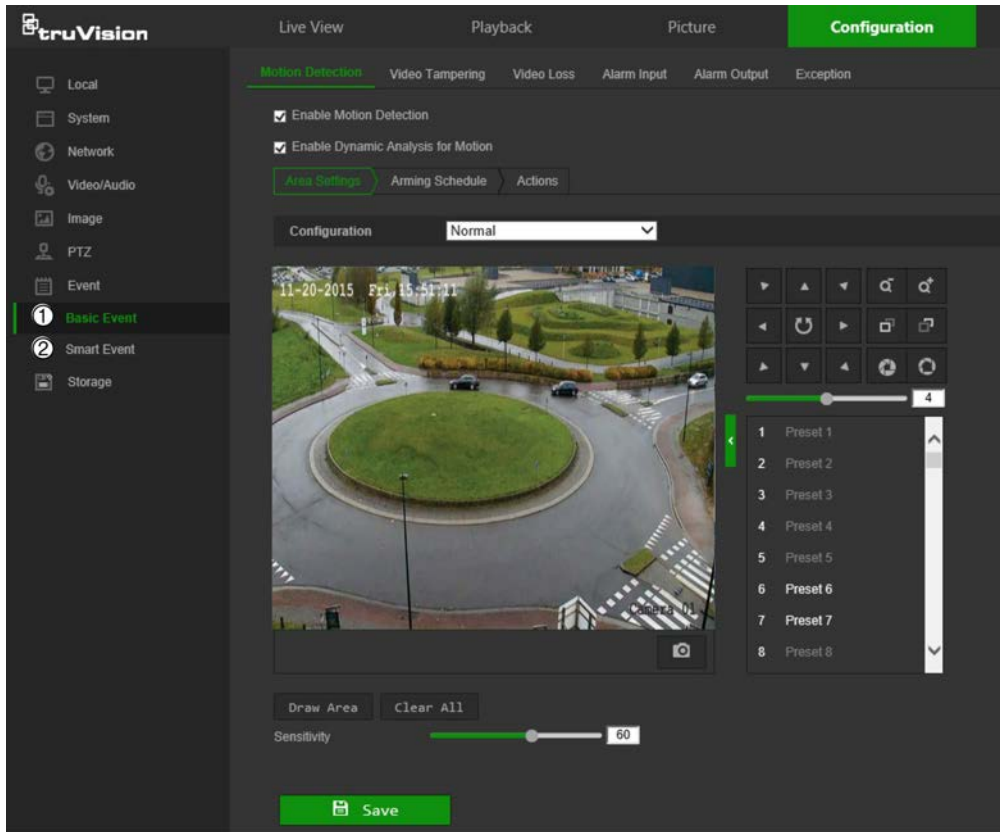 truVision
Live View
Playback
Picture
Configuration
Local
System
Network
Video/Audio
Image
PTZ
Event
1 Basic Event
2 Smart Event
Storage
Motion Detection
Video Tampering
Video Loss
Alarm Input
Alarm Output
Exception
Enable Motion Detection
Enable Dynamic Analysis for Motion
Area Settings
Arming Schedule
Actions
Configuration
Normal
11-20-2015 Fri 15:51:11
Camera 01
4
1 Preset 1
2 Preset 2
3 Preset 3
4 Preset 4
5 Preset 5
6 Preset 6
7 Preset 7
8 Preset 8
Draw Area
Clear All
Sensitivity
60
Save